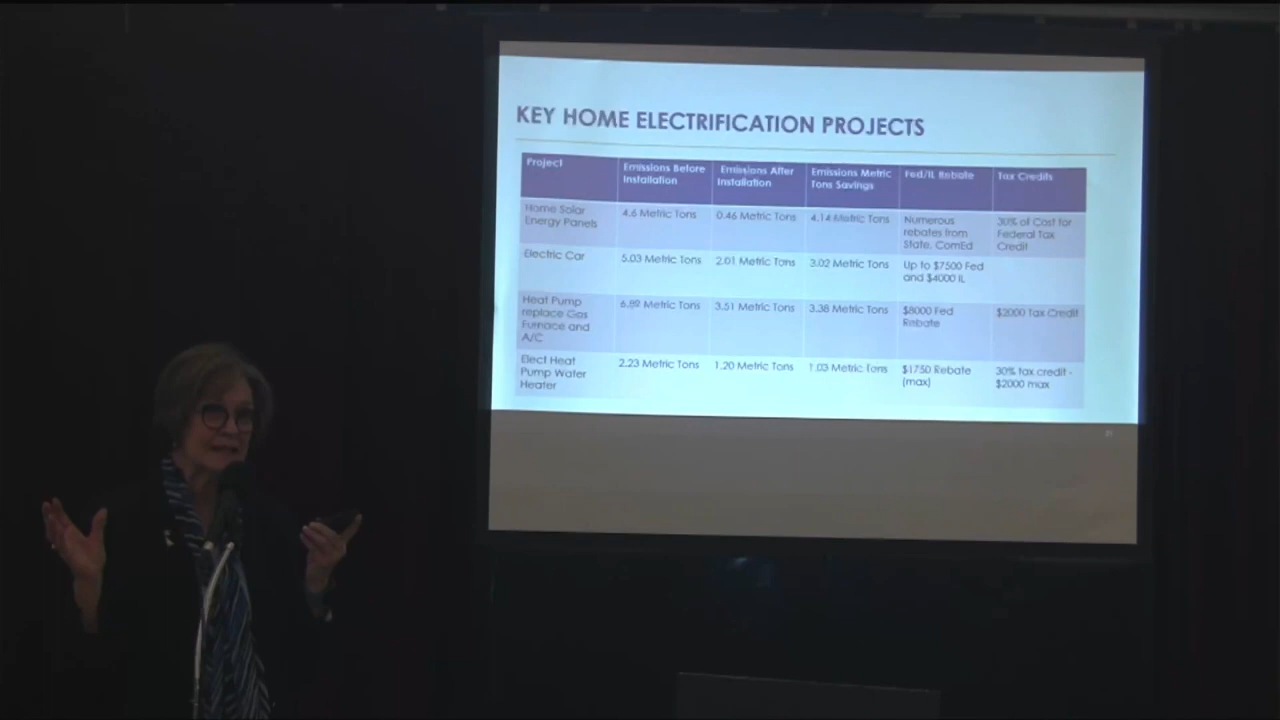 KEY HOME ELECTRIFICATION PROJECTS
Project
Emissions Before
Installation
Emissions After
Installation
Emissions Metric
Tons Savings
Fed/IL Rebate
Tax Credits
Home Solar
Energy Panels
4.6 Metric Tons
0.46 Metric Tons
4.14 Metric Tons
Numerous
rebates from
State, ComEd
30% of Cost for
Federal Tax
Credit
Electric Car
5.03 Metric Tons
2.01 Metric Tons
3.02 Metric Tons
Up to $7500 Fed
and $4000 IL
Heat Pump
replace Gas
Furnace and
A/C
6.89 Metric Tons
3.51 Metric Tons
3.38 Metric Tons
$8000 Fed
Rebate
$2000 Tax Credit
Elect Heat
Pump Water
Heater
2.23 Metric Tons
1.20 Metric Tons
1.03 Metric Tons
$1750 Rebate
(max)
30% tax credit -
$2000 max